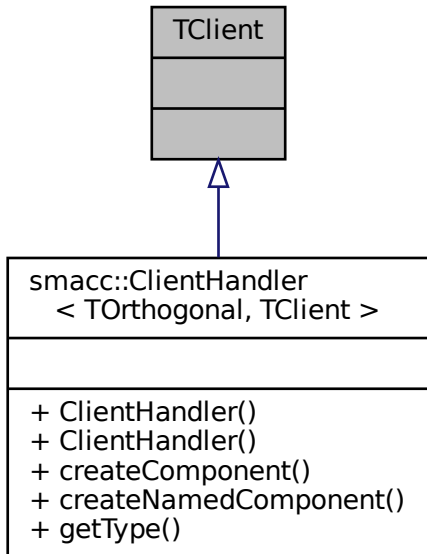 TClient
smacc::ClientHandler
< TOrthogonal, TClient >
+ ClientHandler()
+ ClientHandler()
+ createComponent()
+ createNamedComponent()
+ getType()